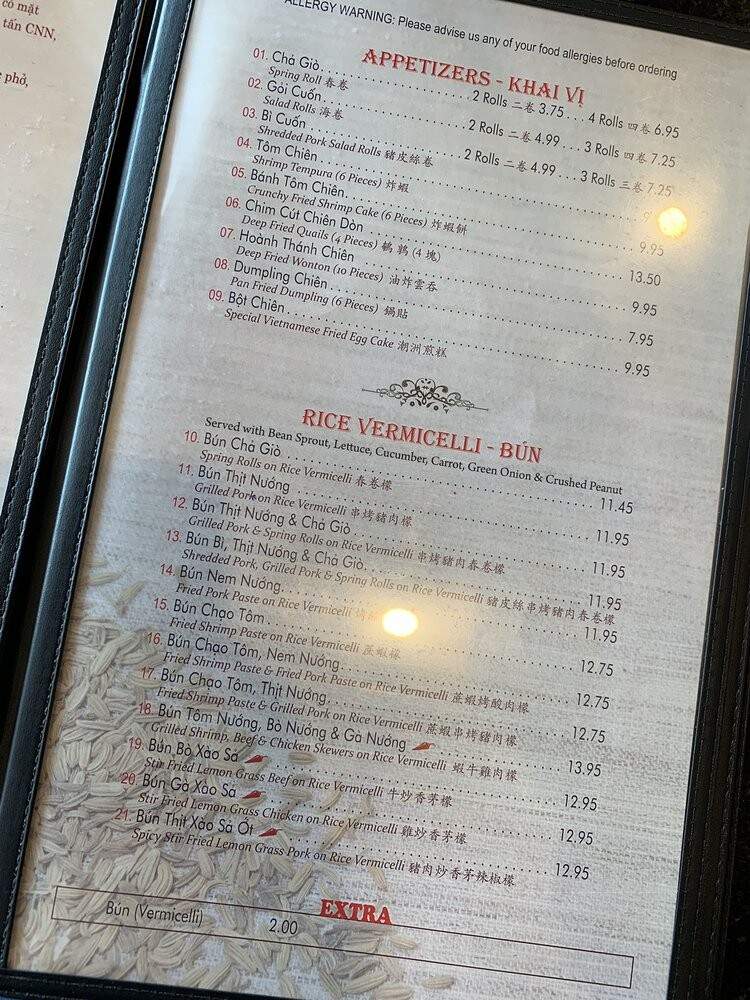 có mặt
tấn CNN,
phở,
ALLERGY WARNING: Please advise us any of your food allergies before ordering
APPETIZERS - KHAI VỊ
01. Chả Giò 2 Rolls 二卷 3.75 ... 4 Rolls 四卷 6.95
Spring Roll 春卷
02. Gỏi Cuốn 2 Rolls 二卷 4.99 ... 3 Rolls 四卷 7.25
Salad Rolls 海卷
03. Bì Cuốn 2 Rolls 二卷 4.99 ... 3 Rolls 三卷 7.25
Shredded Pork Salad Rolls 豬皮絲卷
04. Tôm Chiên
Shrimp Tempura (6 Pieces) 炸蝦
05. Bánh Tôm Chiên 9.95
Crunchy Fried Shrimp Cake (6 Pieces) 炸蝦餅
06. Chim Cút Chiên Dòn 13.50
Deep Fried Quails (4 Pieces) 鵪鶉 (4 塊)
07. Hoành Thánh Chiên 9.95
Deep Fried Wonton (10 Pieces) 油炸雲吞
08. Dumpling Chiên 7.95
Pan Fried Dumpling (6 Pieces) 鍋貼
09. Bột Chiên 9.95
Special Vietnamese Fried Egg Cake 潮洲煎糕
RICE VERMICELLI - BÚN
Served with Bean Sprout, Lettuce, Cucumber, Carrot, Green Onion & Crushed Peanut
10. Bún Chả Giò 11.45
Spring Rolls on Rice Vermicelli 春卷檬
11. Bún Thịt Nướng 11.95
Grilled Pork on Rice Vermicelli 串烤豬肉檬
12. Bún Thịt Nướng & Chả Giò 11.95
Grilled Pork & Spring Rolls on Rice Vermicelli 串烤豬肉春卷檬
13. Bún Bì, Thịt Nướng & Chả Giò 11.95
Shredded Pork, Grilled Pork & Spring Rolls on Rice Vermicelli 豬皮絲串烤豬肉春卷檬
14. Bún Nem Nướng 11.95
Fried Pork Paste on Rice Vermicelli
15. Bún Chạo Tôm 12.75
Fried Shrimp Paste on Rice Vermicelli 蔗蝦檬
16. Bún Chạo Tôm, Nem Nướng 12.75
Fried Shrimp Paste & Fried Pork Paste on Rice Vermicelli 蔗蝦烤酸肉檬
17. Bún Chạo Tôm, Thịt Nướng 12.75
Fried Shrimp Paste & Grilled Pork on Rice Vermicelli 蔗蝦串烤豬肉檬
18. Bún Tôm Nướng, Bò Nướng & Gà Nướng 13.95
Grilled Shrimp, Beef & Chicken Skewers on Rice Vermicelli 蝦牛雞肉檬
19. Bún Bò Xào Sả 12.95
Stir Fried Lemon Grass Beef on Rice Vermicelli 牛炒香茅檬
20. Bún Gà Xào Sả 12.95
Stir Fried Lemon Grass Chicken on Rice Vermicelli 雞炒香茅檬
21. Bún Thịt Xào Sả Ớt 12.95
Spicy Stir Fried Lemon Grass Pork on Rice Vermicelli 豬肉炒香茅辣椒檬
EXTRA
Bún (Vermicelli) 2.00